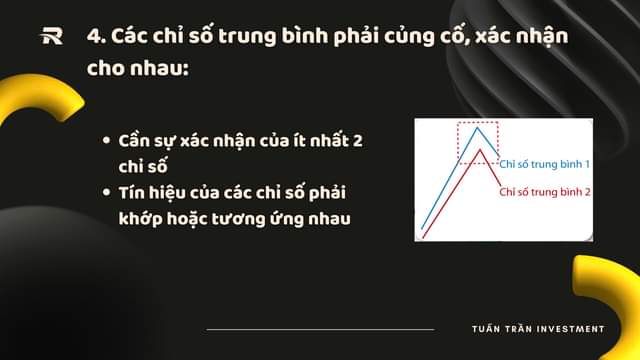 4. Các chỉ số trung bình phải củng cố, xác nhận
cho nhau:
Cần sự xác nhận của ít nhất 2
chỉ số
Tín hiệu của các chỉ số phải
khớp hoặc tương ứng nhau
Chỉ số trung bình 1
Chỉ số trung bình 2
TUẤN TRẦN INVESTMENT